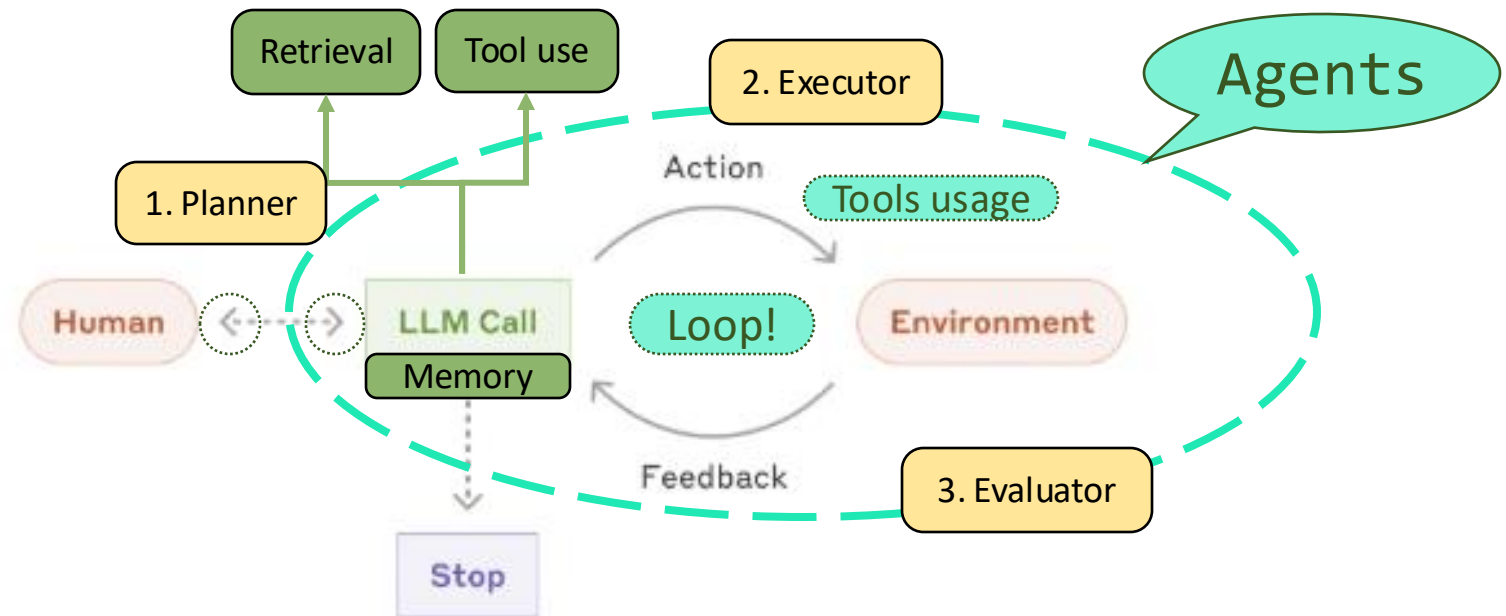 Retrieval
Tool use
2. Executor
Agents
Action
1. Planner
Tools usage
Human
LLM Call
Loop!
Environment
Memory
Feedback
3. Evaluator
Stop